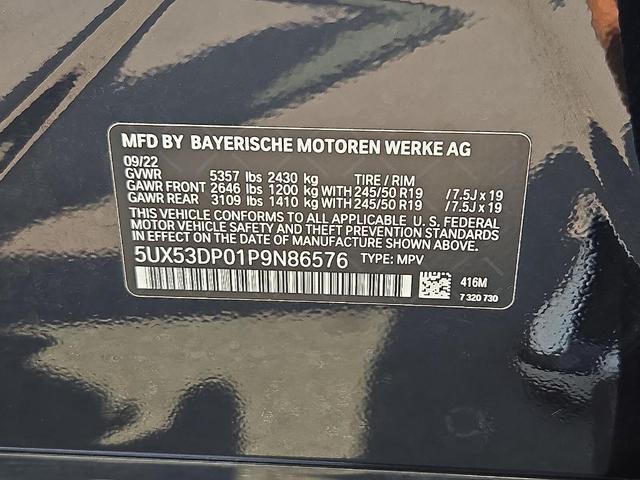 MFD BY BAYERISCHE MOTOREN WERKE AG
09/22
GVWR 5357 lbs 2430 kg TIRE / RIM
GAWR FRONT 2646 lbs 1200 kg WITH 245/50 R19 / 7.5J x 19
GAWR REAR 3109 lbs 1410 kg WITH 245/50 R19 / 7.5J x 19
THIS VEHICLE CONFORMS TO ALL APPLICABLE U. S. FEDERAL
MOTOR VEHICLE SAFETY AND THEFT PREVENTION STANDARDS
IN EFFECT ON THE DATE OF MANUFACTURE SHOWN ABOVE.
5UX53DP01P9N86576 TYPE: MPV
416M
7 320 730